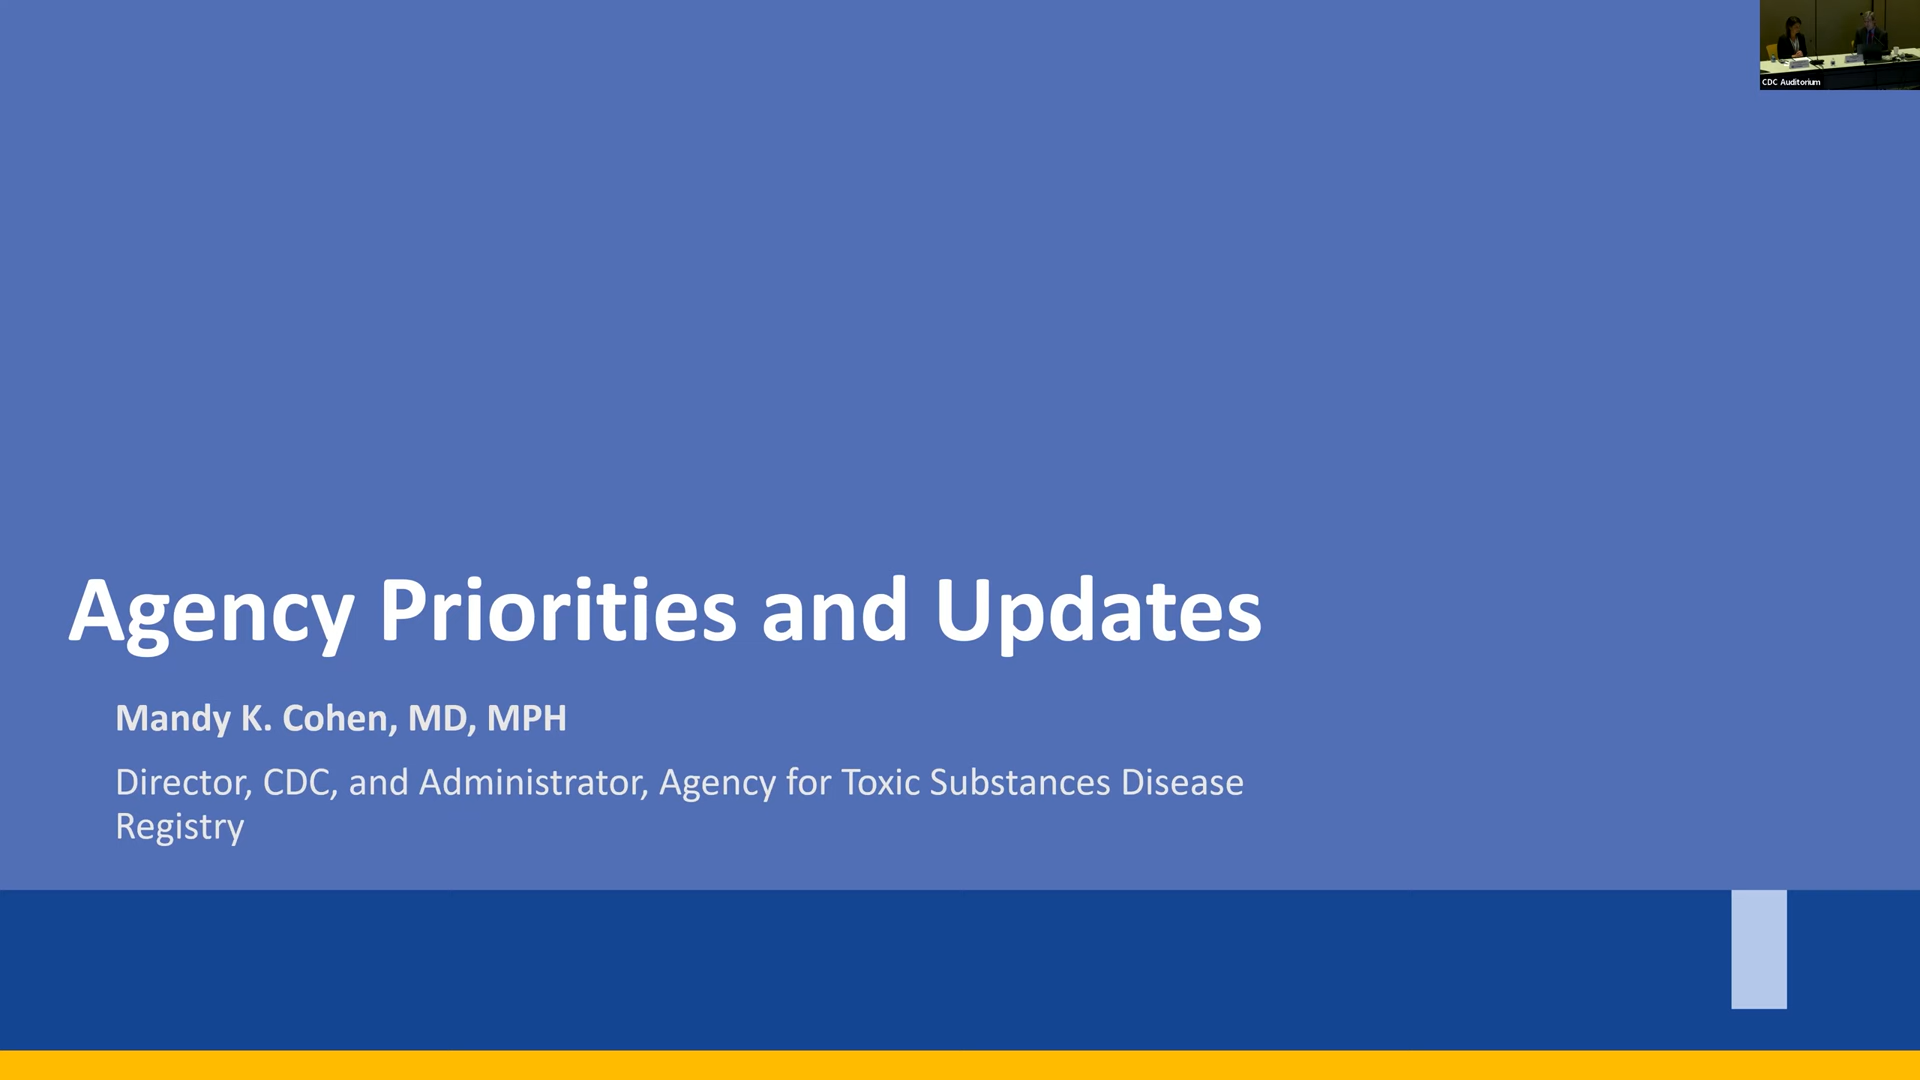 CDC Auditorium
Agency Priorities and Updates
Mandy K. Cohen, MD, MPH
Director, CDC, and Administrator, Agency for Toxic Substances Disease
Registry